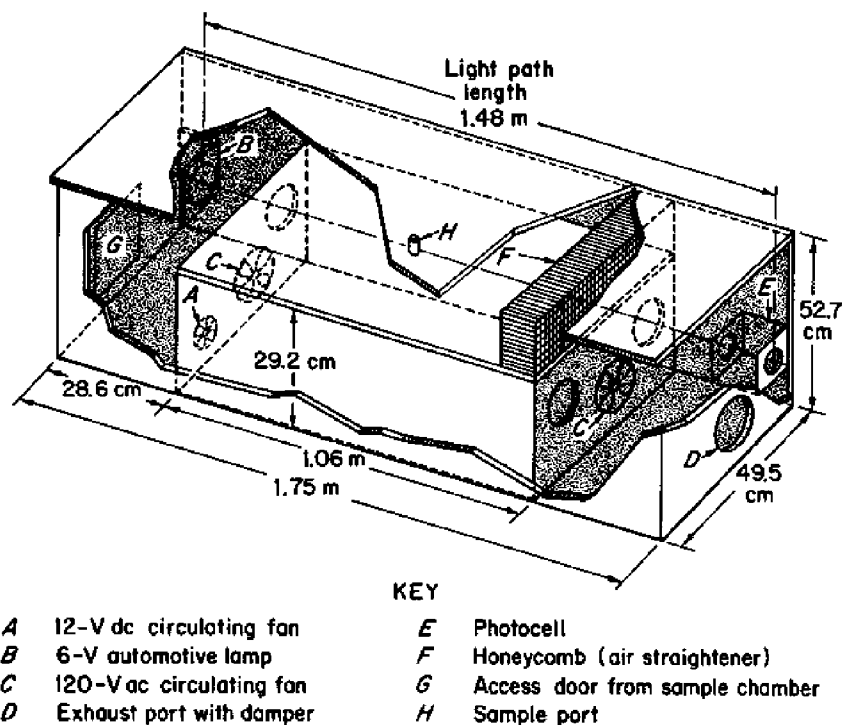 Light path
length
1.48 m
B
G
H
C
F
A
E
52.7
cm
29.2 cm
28.6 cm
C
D
1.06 m
49.5
cm
1.75 m
KEY
A 12-V dc circulating fan
B 6-V automotive lamp
C 120-V ac circulating fan
D Exhaust port with damper
E Photocell
F Honeycomb (air straightener)
G Access door from sample chamber
H Sample port